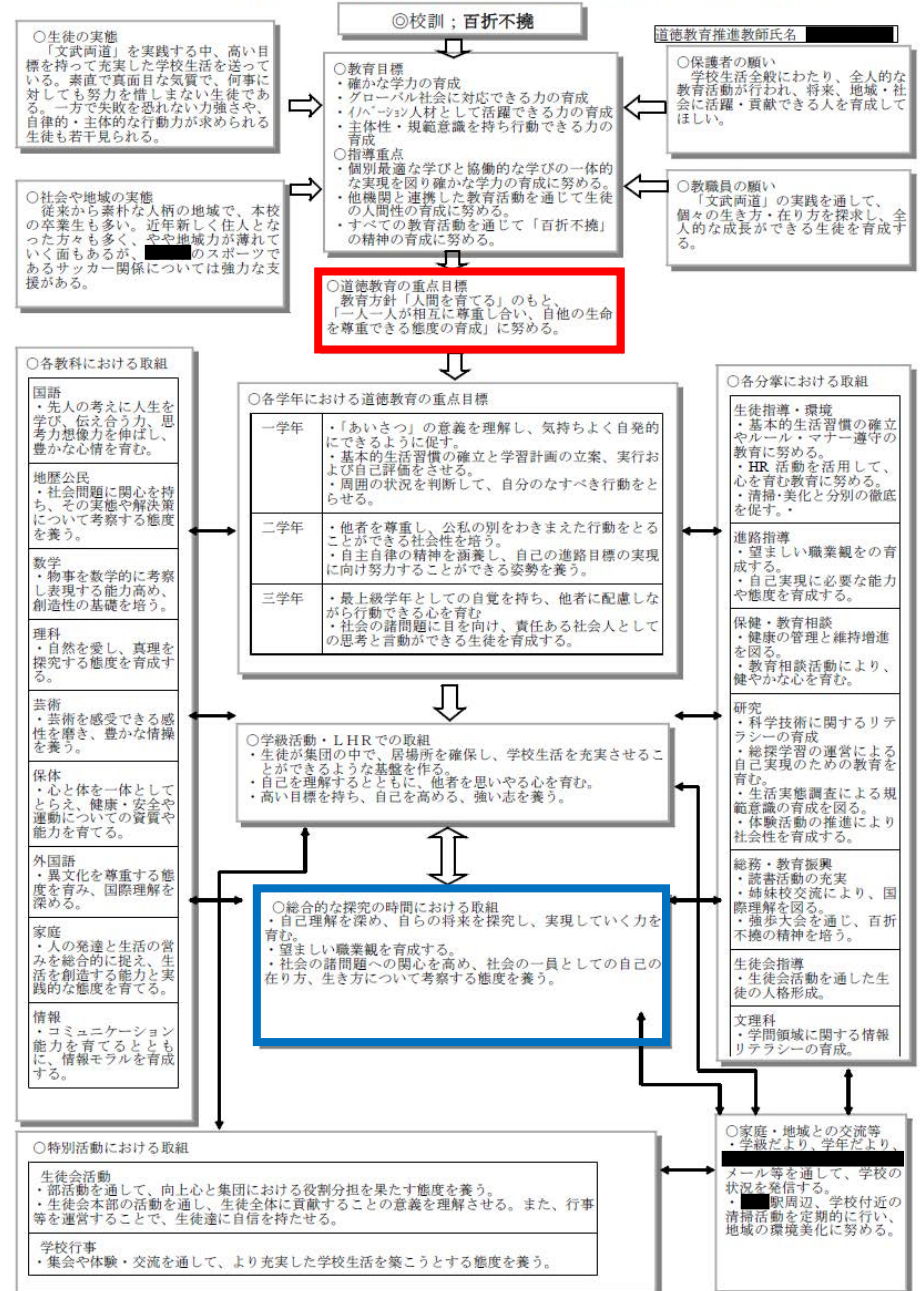 ◎校訓；百折不撓
道徳教育推進教師氏名
○生徒の実態
「文武両道」を実践する中、高い目
標を持って充実した学校生活を送って
いる。素直で真面目な気質で、何事に
対しても努力を惜しまない生徒であ
る。一方で失敗を恐れない力強さや、
自律的・主体的な行動力が求められる
生徒も若干見られる。
○社会や地域の実態
従来から素朴な人柄の地域で、本校
の卒業生も多い。近年新しく住人とな
った方々も多く、やや地域力が薄れて
いく面もあるが、
のスポーツで
あるサッカー関係については強力な支
援がある。
○教育目標
・確かな学力の育成
・グローバル社会に対応できる力の育成
・イノベーション人材として活躍できる力の育成
・主体性・規範意識を持ち行動できる力の
育成
○指導重点
・個別最適な学びと協働的な学びの一体的
な実現を図り確かな学力の育成に努める。
・他機関と連携した教育活動を通じて生徒
の人間性の育成に努める。
・すべての教育活動を通じて「百折不撓」
の精神の育成に努める。
○保護者の願い
学校生活全般にわたり、全人的な
教育活動が行われ、将来、地域・社
会に活躍・貢献できる人を育成して
ほしい。
○教職員の願い
「文武両道」の実践を通して、
個々の生き方・在り方を探求し、全
人的な成長ができる生徒を育成す
る。
○道徳教育の重点目標
教育方針「人間を育てる」のもと、
「一人一人が相互に尊重し合い、自他の生命
を尊重できる態度の育成」に努める。
○各教科における取組
国語
・先人の考えに人生を
学び、伝え合う力、思
考力想像力を伸ばし、
豊かな心情を育む。
地歴公民
・社会問題に関心を持
ち、その実態や解決策
について考察する態度
を養う。
数学
・物事を数学的に考察
し表現する能力高め、
創造性の基礎を培う。
理科
・自然を愛し、真理を
探究する態度を育成す
る。
芸術
・芸術を感受できる感
性を磨き、豊かな情操
を養う。
保体
・心と体を一体として
とらえ、健康・安全や
運動についての資質や
能力を育てる。
外国語
・異文化を尊重する態
度を育み、国際理解を
深める。
家庭
・人の発達と生活の営
みを総合的に捉え、生
活を創造する能力と実
践的な態度を育てる。
情報
・コミュニケーション
能力を育てるととも
に、情報モラルを育成
する。
○各学年における道徳教育の重点目標
一学年
・「あいさつ」の意義を理解し、気持ちよく自発的
にできるように促す。
・基本的生活習慣の確立と学習計画の立案、実行お
よび自己評価をさせる。
・周囲の状況を判断して、自分のなすべき行動をと
らせる。
二学年
・他者を尊重し、公私の別をわきまえた行動をとる
ことができる社会性を培う。
・自主自律の精神を涵養し、自己の進路目標の実現
に向け努力することができる姿勢を養う。
三学年
・最上級学年としての自覚を持ち、他者に配慮しな
がら行動できる心を育む
・社会の諸問題に目を向け、責任ある社会人として
の思考と言動ができる生徒を育成する。
○学級活動・LHRでの取組
・生徒が集団の中で、居場所を確保し、学校生活を充実させるこ
とができるような基盤を作る。
・自己を理解するとともに、他者を思いやる心を育む。
・高い目標を持ち、自己を高める、強い志を養う。
○総合的な探究の時間における取組
・自己理解を深め、自らの将来を探究し、実現していく力を
育む。
・望ましい職業観を育成する。
・社会の諸問題への関心を高め、社会の一員としての自己の
在り方、生き方について考察する態度を養う。
○各分掌における取組
生徒指導・環境
・基本的生活習慣の確立
やルール・マナー遵守の
教育に努める。
・HR 活動を活用して、
心を育む教育に努める。
・清掃・美化と分別の徹底
を促す。・
進路指導
・望ましい職業観をの育
成する。
・自己実現に必要な能力
や態度を育成する。
保健・教育相談
・健康の管理と維持増進
を図る。
・教育相談活動により、
健やかな心を育む。
研究
・科学技術に関するリテ
ラシーの育成
・総探学習の運営による
自己実現のための教育を
育む。
・生活実態調査による規
範意識の育成を図る。
・体験活動の推進により
社会性を育成する。
総務・教育振興
・読書活動の充実
・姉妹校交流により、国
際理解を図る。
・強歩大会を通じ、百折
不撓の精神を培う。
生徒会指導
・生徒会活動を通した生
徒の人格形成。
文理科
・学問領域に関する情報
リテラシーの育成。
○特別活動における取組
生徒会活動
・部活動を通して、向上心と集団における役割分担を果たす態度を養う。
・生徒会本部の活動を通し、生徒全体に貢献することの意義を理解させる。また、行事
等を運営することで、生徒達に自信を持たせる。
学校行事
・集会や体験・交流を通して、より充実した学校生活を築こうとする態度を養う。
○家庭・地域との交流等
・学級だより、学年だより、
メール等を通して、学校の
状況を発信する。
・
駅周辺、学校付近の
清掃活動を定期的に行い、
地域の環境美化に努める。